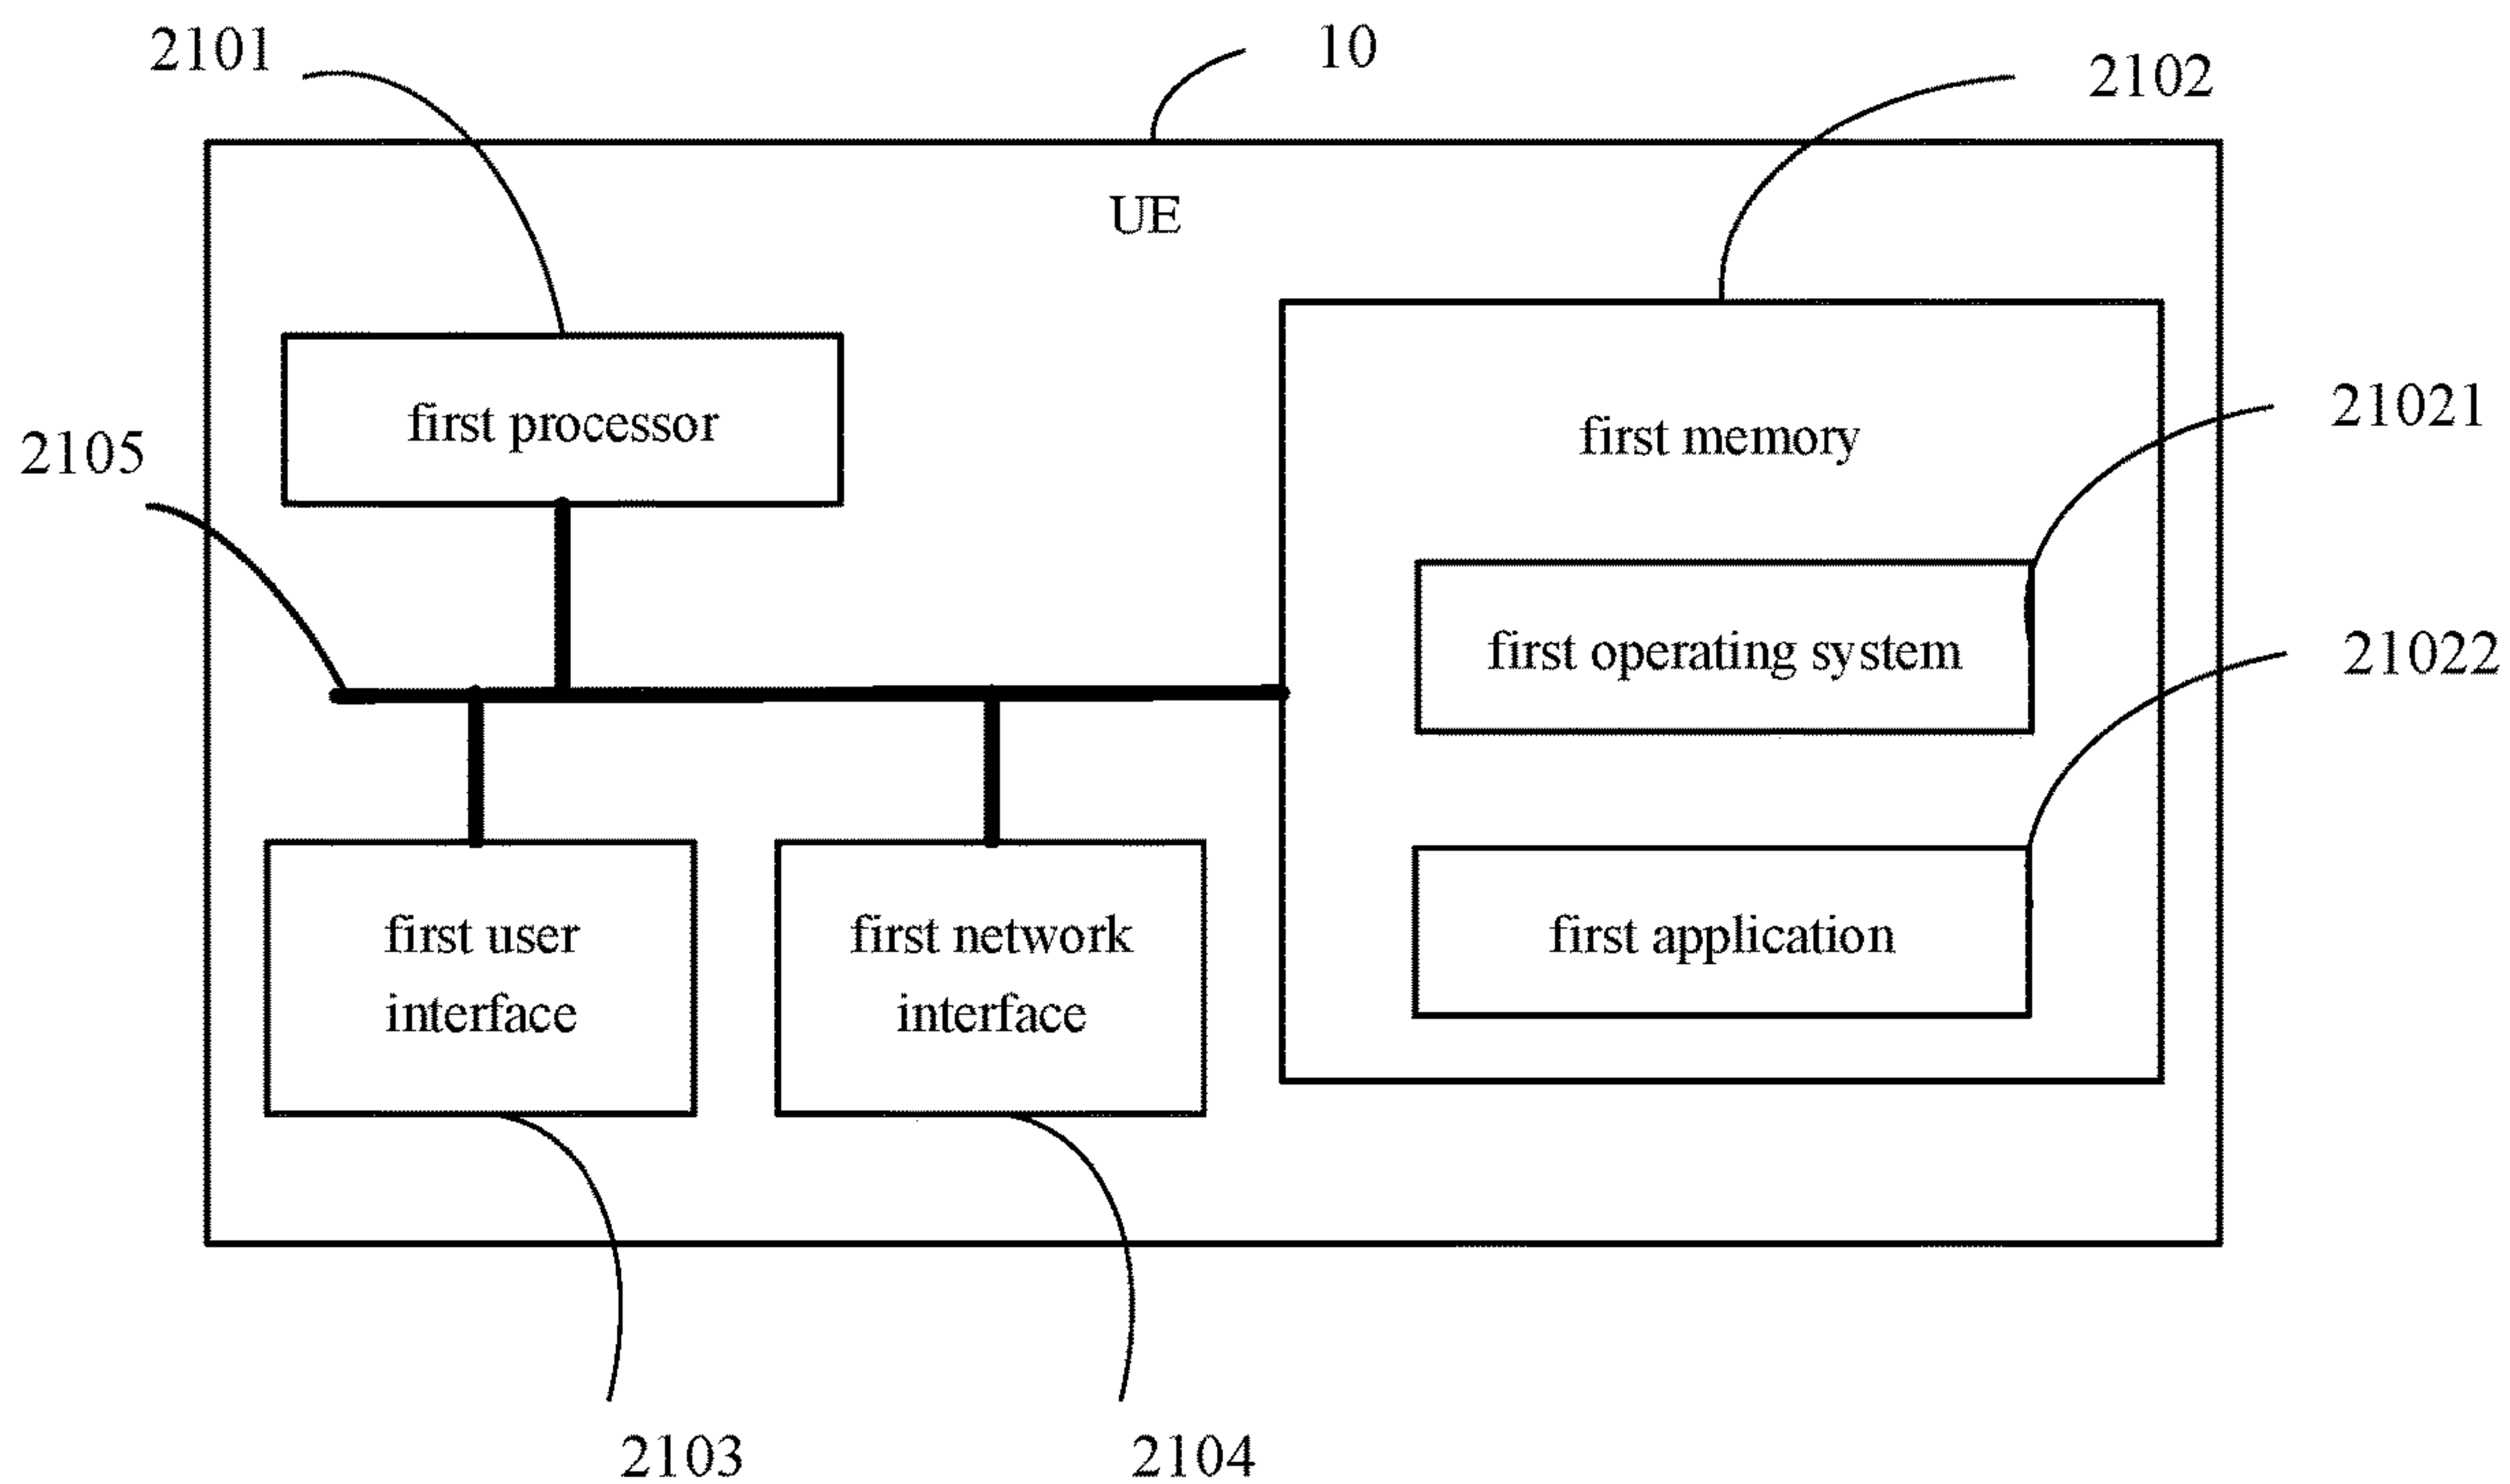 2101
10
2102
UE
21021
first processor
first memory
2105
first operating system
21022
first user
interface
first network
interface
first application
2103
2104